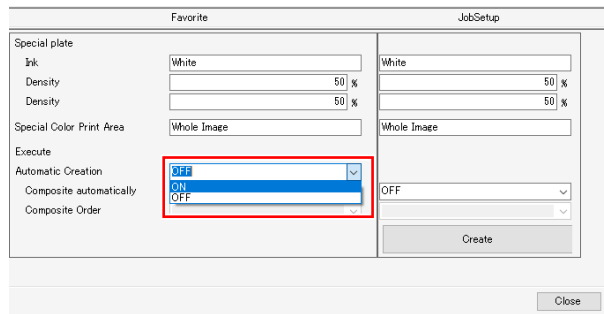 Favorite JobSetup
Special plate
Ink White White
Density 50 % 50 %
Density 50 % 50 %
Special Color Print Area Whole Image Whole Image
Execute
Automatic Creation OFF
ON
Composite automatically OFF OFF
Composite Order
Create
Close